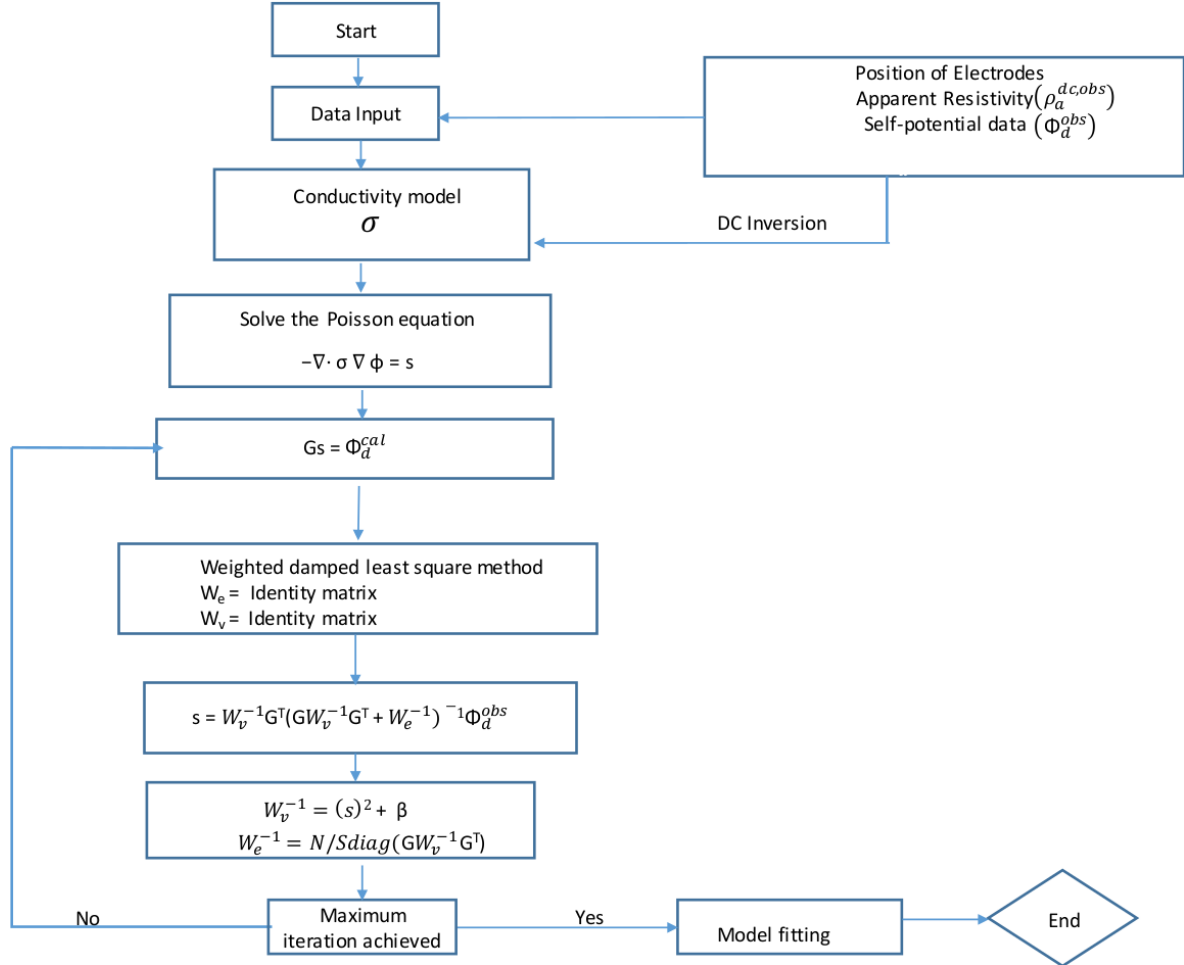 Start
Data Input
Position of Electrodes
Apparent Resistivity(ρₐ^{dc,obs})
Self-potential data (Φ_d^{obs})
Conductivity model
σ
DC Inversion
Solve the Poisson equation
−∇· σ ∇ ϕ = s
Gs = Φ_d^{cal}
Weighted damped least square method
W_e = Identity matrix
W_v = Identity matrix
s = W_v^{-1}G^T(GW_v^{-1}G^T + W_e^{-1})^{-1}Φ_d^{obs}
W_v^{-1} = (s)^2 + β
W_e^{-1} = N/Sdiag(GW_v^{-1}G^T)
No
Maximum
iteration achieved
Yes
Model fitting
End